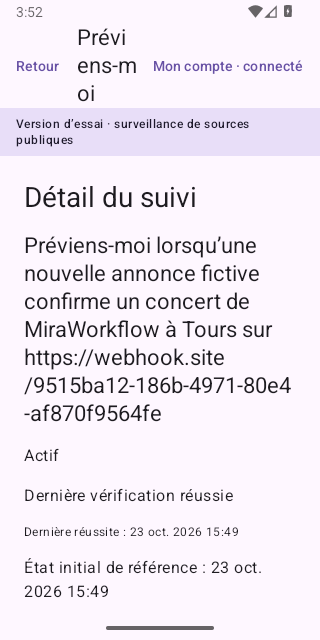 3:52
Retour
Prévi
ens-m
oi
Mon compte · connecté
Version d'essai · surveillance de sources
publiques
Détail du suivi
Préviens-moi lorsqu’une
nouvelle annonce fictive
confirme un concert de
MiraWorkflow à Tours sur
https://webhook.site
/9515ba12-186b-4971-80e4
-af870f9564fe
Actif
Dernière vérification réussie
Dernière réussite : 23 oct. 2026 15:49
État initial de référence : 23 oct.
2026 15:49